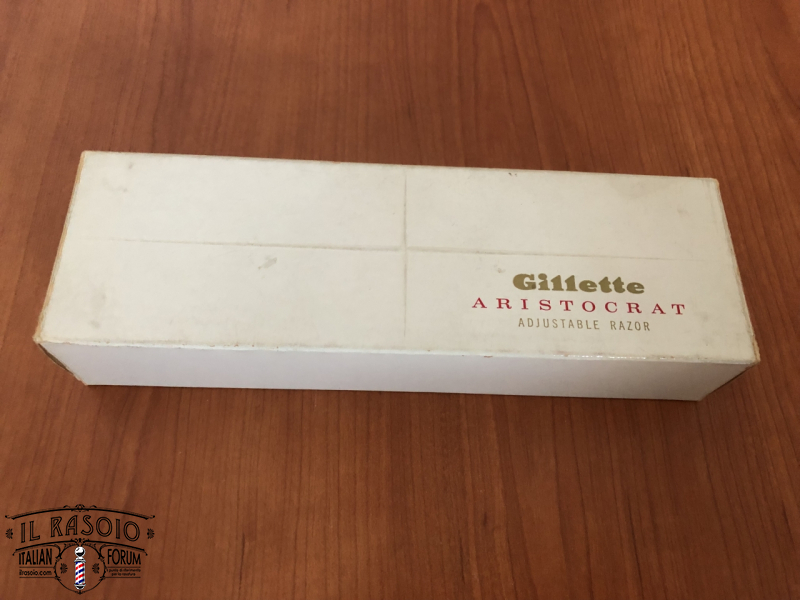 Gillette
ARISTOCRAT
ADJUSTABLE RAZOR
IL RASOIO
ITALIAN FORUM
ilrasoio.com